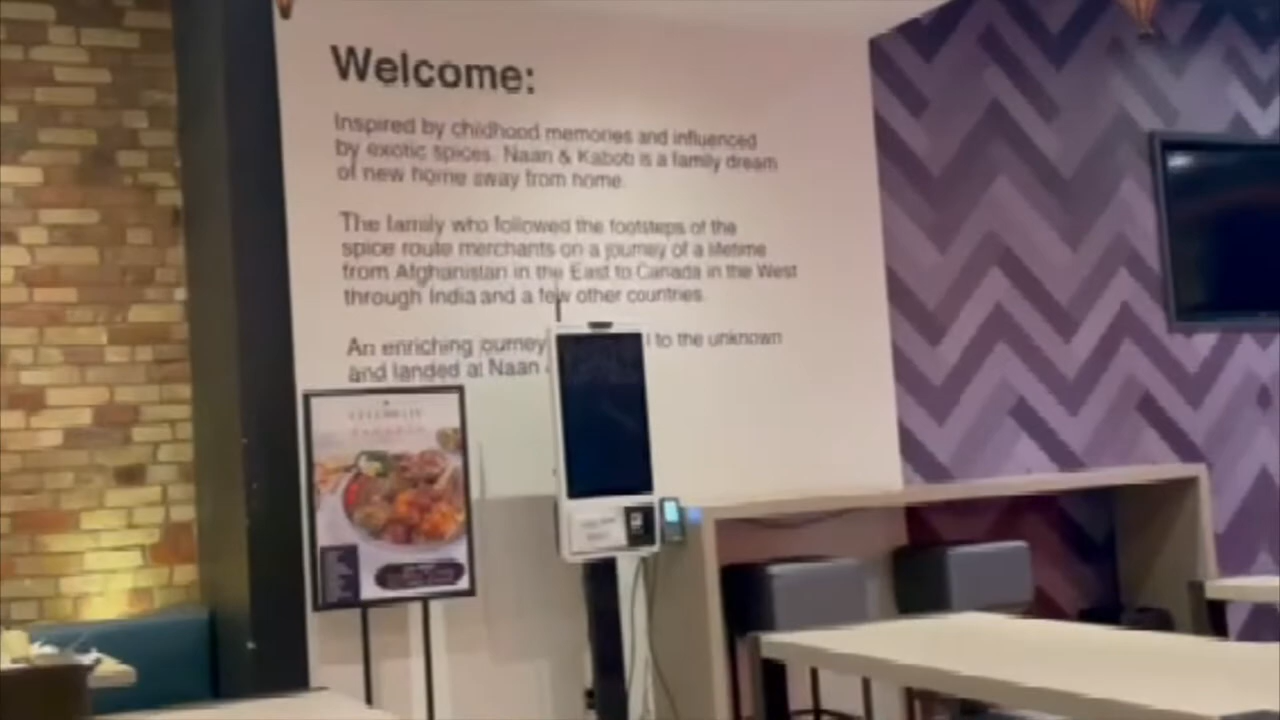 Welcome:
Inspired by childhood memories and influenced
by exotic spices. Naan & Kabob is a family dream
of new home away from home.
The family who followed the footsteps of the
spice route merchants on a journey of a lifetime
from Afghanistan in the East to Canada in the West
through India and a few other countries.
An enriching journey to the unknown
and landed at Naan